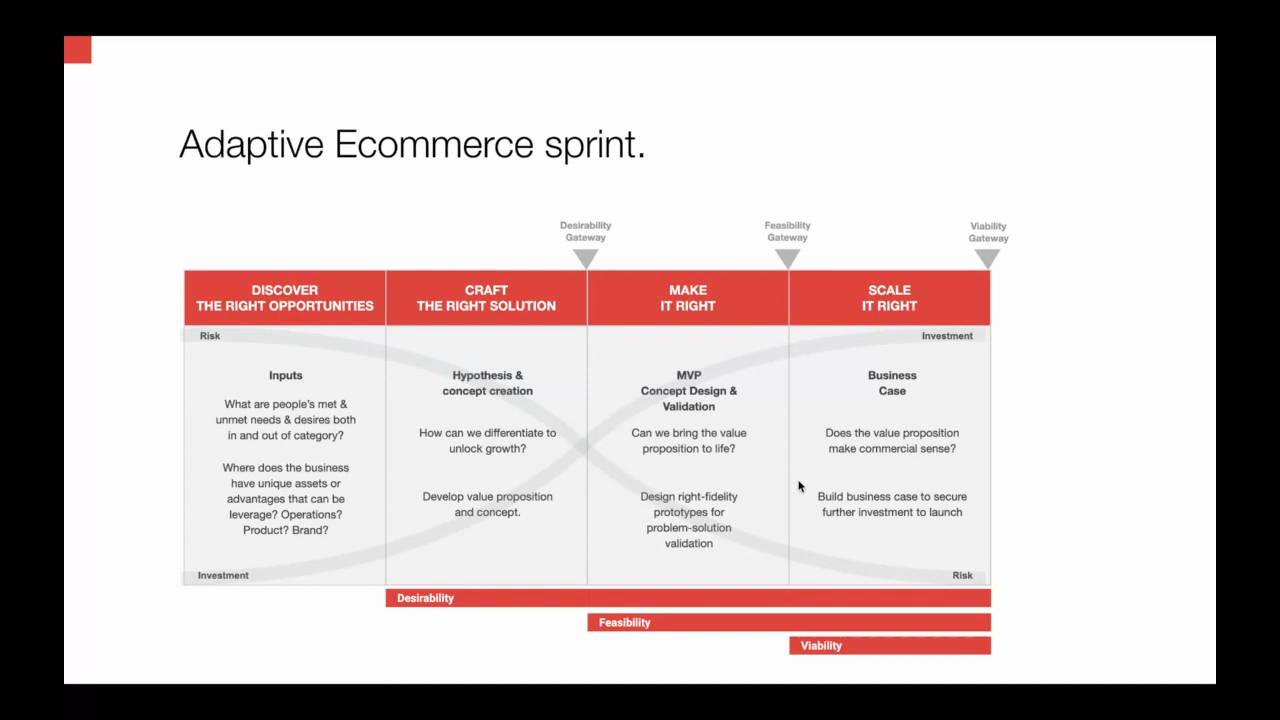 Adaptive Ecommerce sprint.
Desirability
Gateway
Feasibility
Gateway
Viability
Gateway
DISCOVER
THE RIGHT OPPORTUNITIES
CRAFT
THE RIGHT SOLUTION
MAKE
IT RIGHT
SCALE
IT RIGHT
Risk
Investment
Inputs
What are people's met &
unmet needs & desires both
in and out of category?
Where does the business
have unique assets or
advantages that can be
leverage? Operations?
Product? Brand?
Hypothesis &
concept creation
How can we differentiate to
unlock growth?
Develop value proposition
and concept.
MVP
Concept Design &
Validation
Can we bring the value
proposition to life?
Design right-fidelity
prototypes for
problem-solution
validation
Business
Case
Does the value proposition
make commercial sense?
Build business case to secure
further investment to launch
Investment
Risk
Desirability
Feasibility
Viability